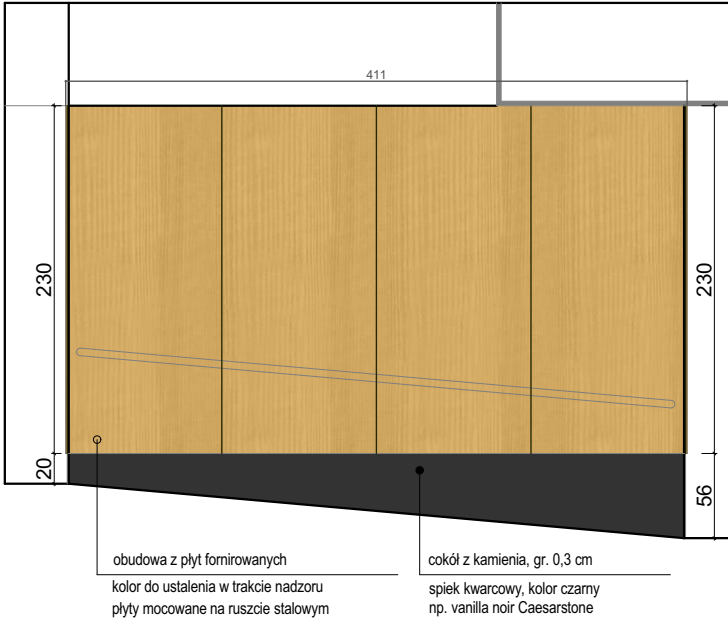 411
230
230
20
56
obudowa z płyt fornirowanych
kolor do ustalenia w trakcie nadzoru
płyty mocowane na ruszcie stalowym
cokół z kamienia, gr. 0,3 cm
spiek kwarcowy, kolor czarny
np. vanilla noir Caesarstone